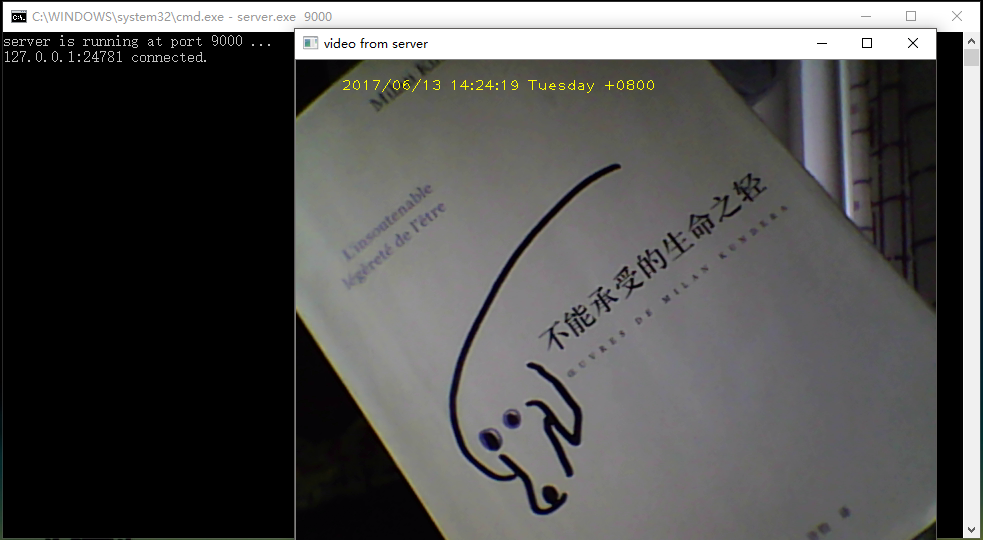 C:\WINDOWS\system32\cmd.exe - server.exe  9000
server is running at port 9000 ...
127.0.0.1:24781 connected.
video from server
2017/06/13 14:24:19 Tuesday +0800
Milan
L'insoutenable
légèreté de l'être
不能承受的生命之轻
ŒUVRES DE MILAN KUNDERA
译